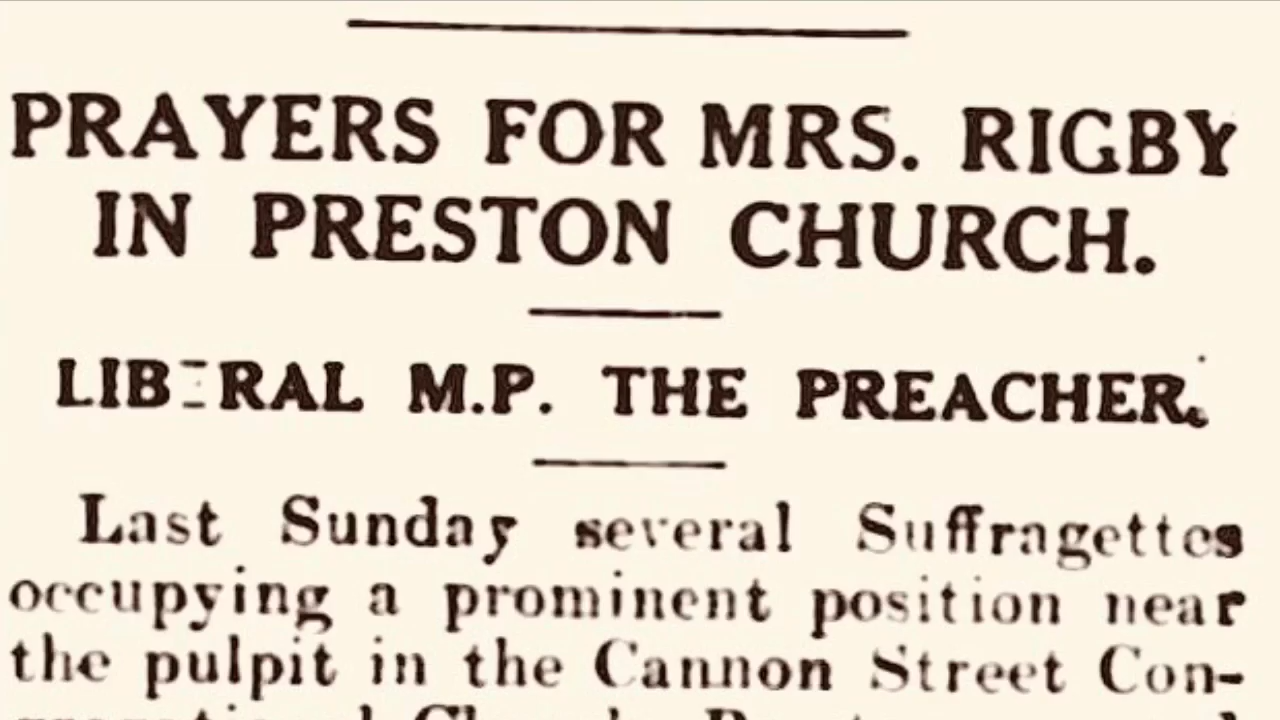 PRAYERS FOR MRS. RIGBY
IN PRESTON CHURCH.
LIBERAL M.P. THE PREACHER.
Last Sunday several Suffragettes
occupying a prominent position near
the pulpit in the Cannon Street Con-